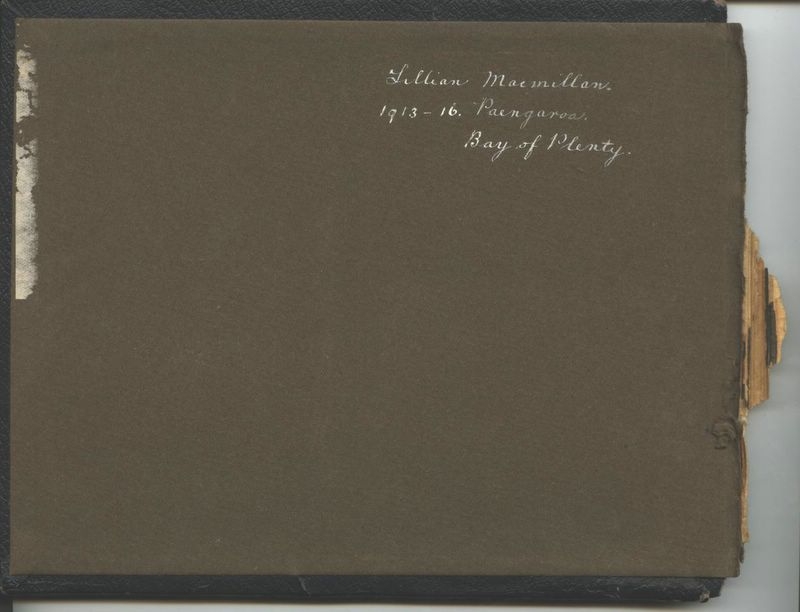 Lillian Macmillan.
1913-16. Paengaroa.
Bay of Plenty.